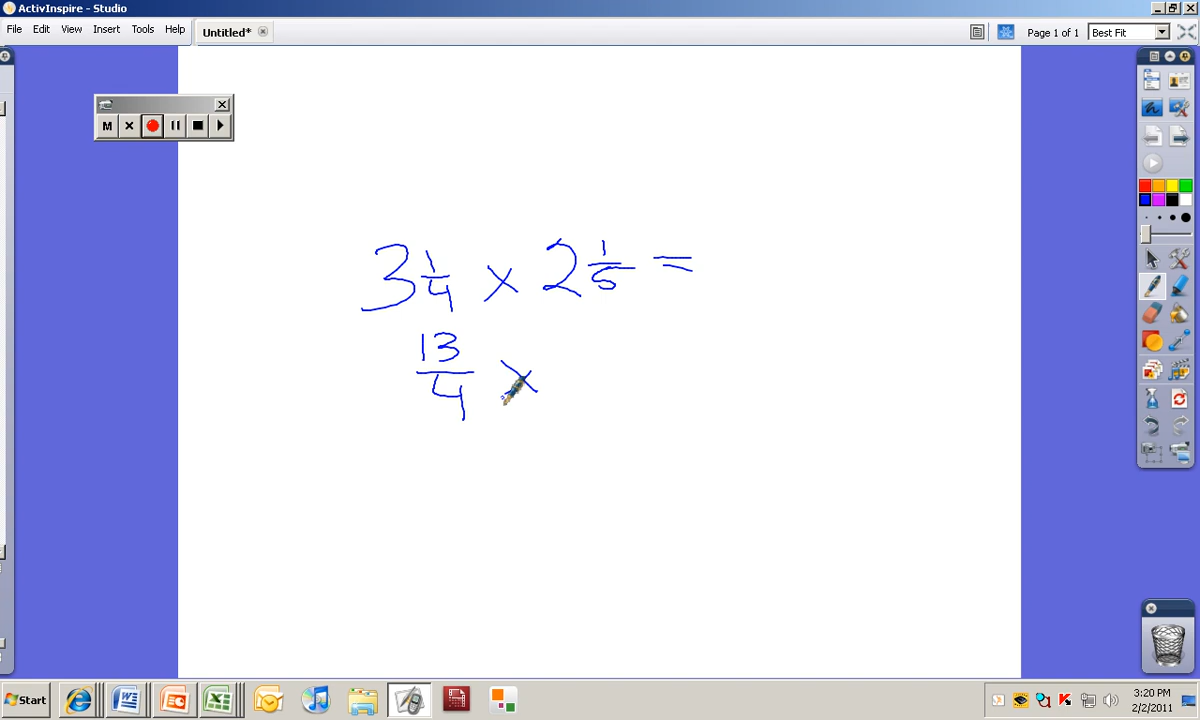 ActivInspire - Studio
File Edit View Insert Tools Help Untitled* Page 1 of 1 Best Fit
M
3 1/4 x 2 1/5 =
13/4 x
Start 3:20 PM
2/2/2011